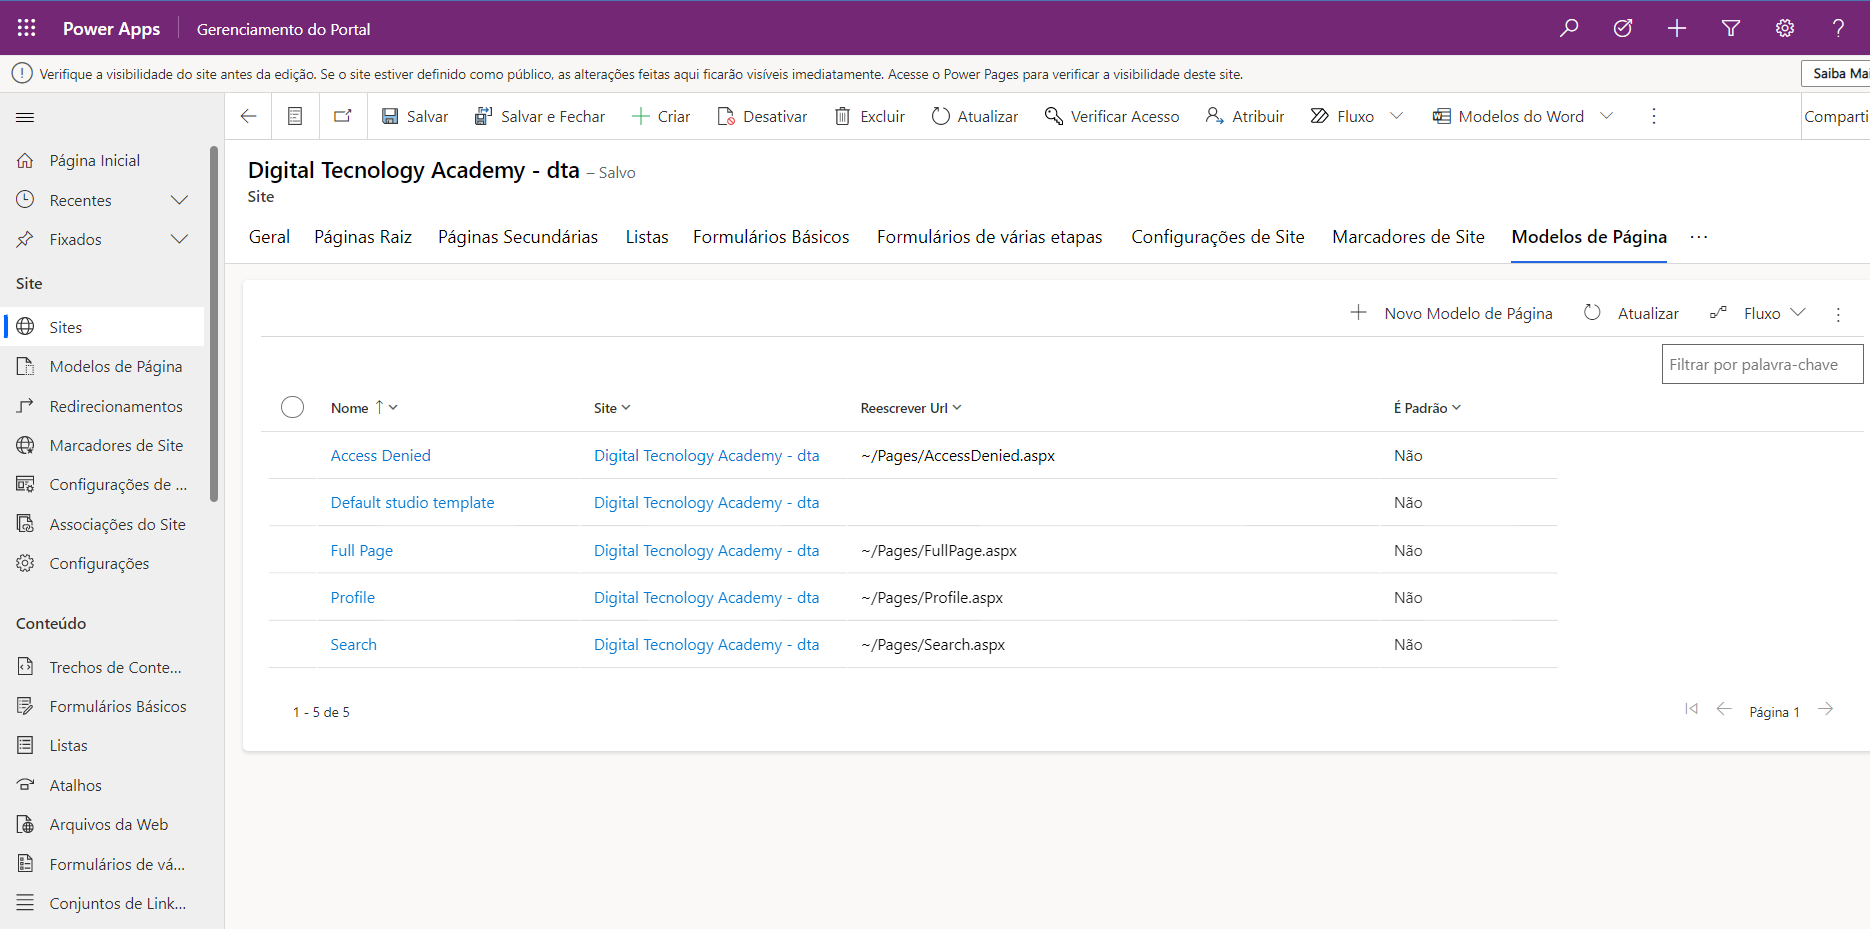 Power Apps
Gerenciamento do Portal
Verifique a visibilidade do site antes da edição. Se o site estiver definido como público, as alterações feitas aqui ficarão visíveis imediatamente. Acesse o Power Pages para verificar a visibilidade deste site.
Saiba Mai
Salvar
Salvar e Fechar
Criar
Desativar
Excluir
Atualizar
Verificar Acesso
Atribuir
Fluxo
Modelos do Word
Comparti
Página Inicial
Recentes
Fixados
Site
Sites
Modelos de Página
Redirecionamentos
Marcadores de Site
Configurações de ...
Associações do Site
Configurações
Conteúdo
Trechos de Conte...
Formulários Básicos
Listas
Atalhos
Arquivos da Web
Formulários de vá...
Conjuntos de Link...
Digital Tecnology Academy - dta – Salvo
Site
Geral
Páginas Raiz
Páginas Secundárias
Listas
Formulários Básicos
Formulários de várias etapas
Configurações de Site
Marcadores de Site
Modelos de Página
Novo Modelo de Página
Atualizar
Fluxo
Filtrar por palavra-chave
Nome Site Reescrever Url É Padrão
Access Denied Digital Tecnology Academy - dta ~/Pages/AccessDenied.aspx Não
Default studio template Digital Tecnology Academy - dta Não
Full Page Digital Tecnology Academy - dta ~/Pages/FullPage.aspx Não
Profile Digital Tecnology Academy - dta ~/Pages/Profile.aspx Não
Search Digital Tecnology Academy - dta ~/Pages/Search.aspx Não
1 - 5 de 5
Página 1